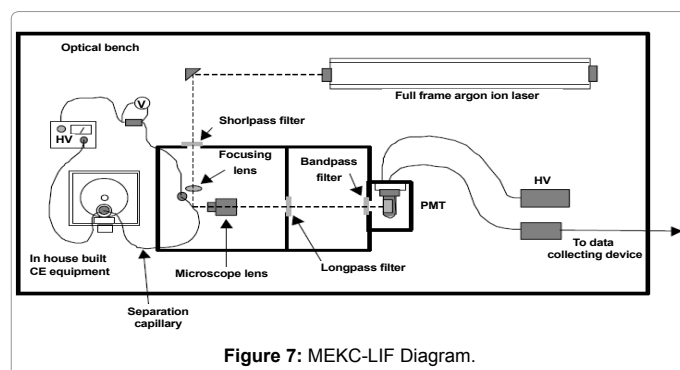 Optical bench
Full frame argon ion laser
V
HV
Shorlpass filter
Focusing
lens
Bandpass
filter
HV
PMT
To data
collecting device
In house built
CE equipment
Microscope lens
Longpass filter
Separation
capillary
Figure 7: MEKC-LIF Diagram.